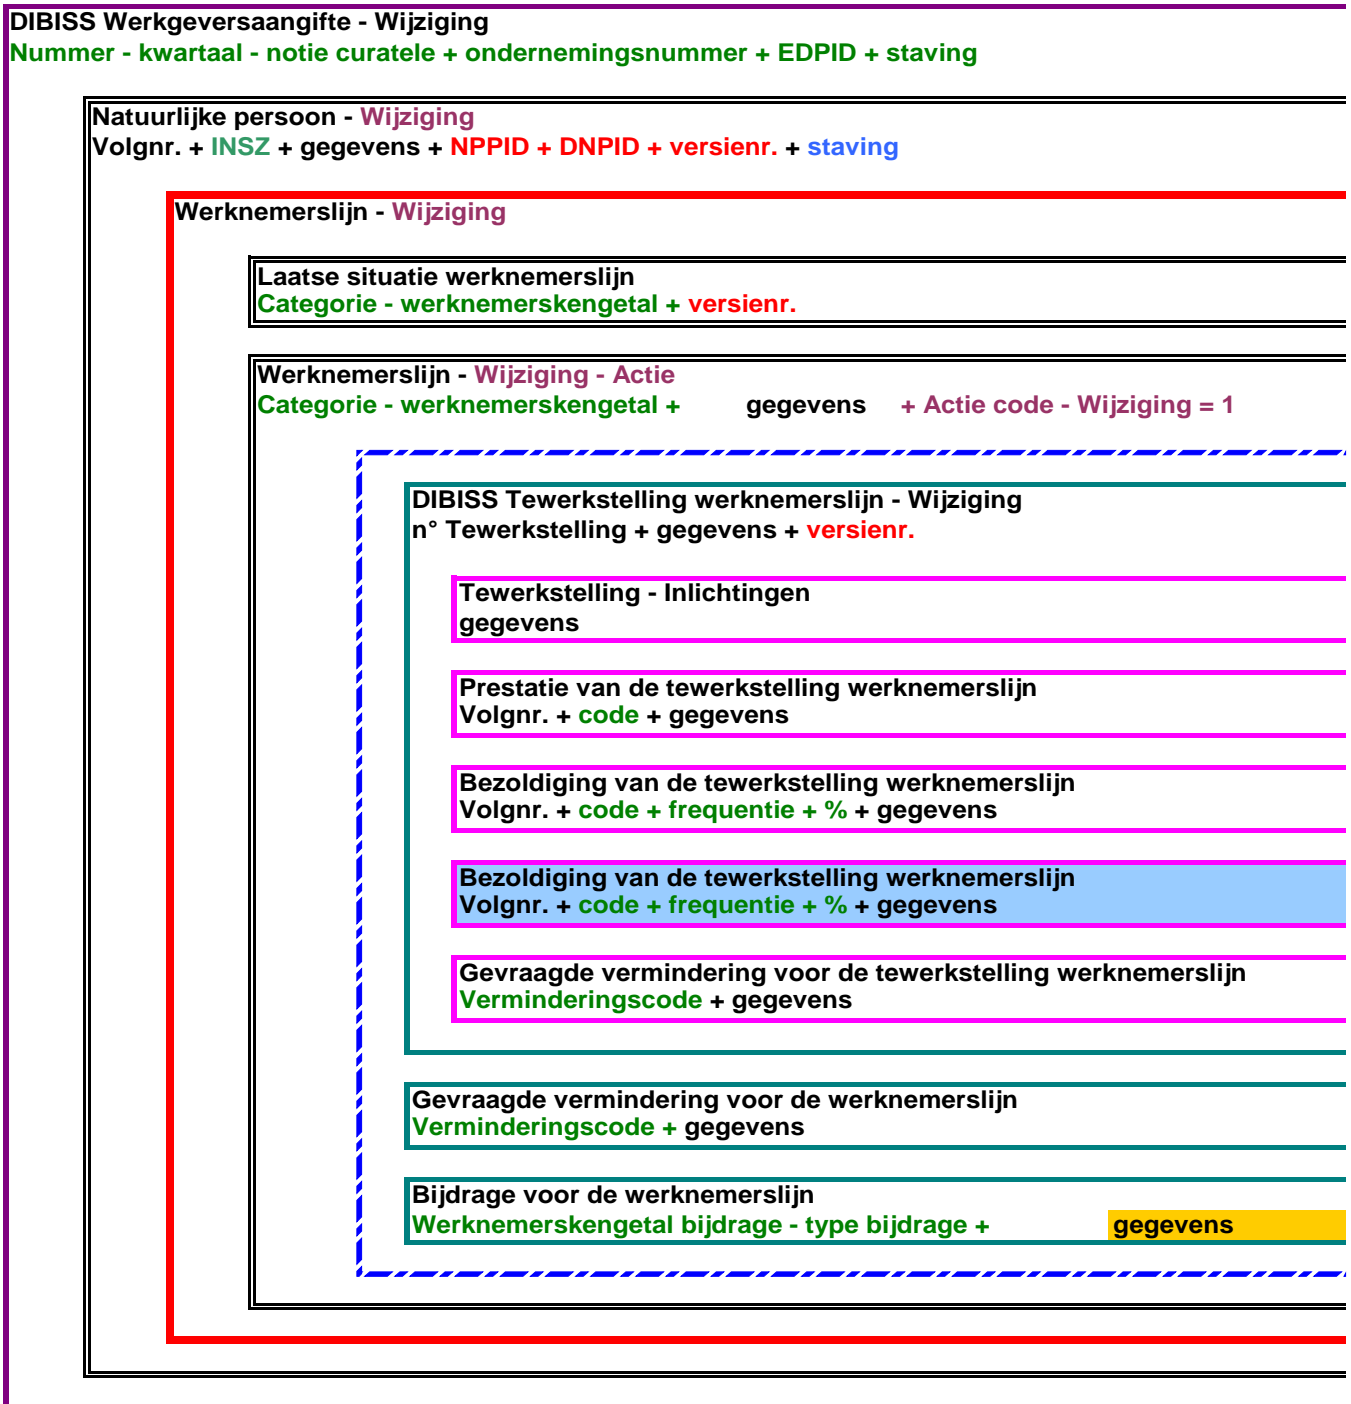 DIBISS Werkgeversaangifte - Wijziging
Nummer - kwartaal - notie curatele + ondernemingsnummer + EDPID + staving
Natuurlijke persoon - Wijziging
Volgnr. + INSZ + gegevens + NPPID + DNPID + versienr. + staving
Werknemerslijn - Wijziging
Laatse situatie werknemerslijn
Categorie - werknemerskengetal + versienr.
Werknemerslijn - Wijziging - Actie
Categorie - werknemerskengetal + gegevens + Actie code - Wijziging = 1
DIBISS Tewerkstelling werknemerslijn - Wijziging
n° Tewerkstelling + gegevens + versienr.
Tewerkstelling - Inlichtingen
gegevens
Prestatie van de tewerkstelling werknemerslijn
Volgnr. + code + gegevens
Bezoldiging van de tewerkstelling werknemerslijn
Volgnr. + code + frequentie + % + gegevens
Bezoldiging van de tewerkstelling werknemerslijn
Volgnr. + code + frequentie + % + gegevens
Gevraagde vermindering voor de tewerkstelling werknemerslijn
Verminderingscode + gegevens
Gevraagde vermindering voor de werknemerslijn
Verminderingscode + gegevens
Bijdrage voor de werknemerslijn
Werknemerskengetal bijdrage - type bijdrage + gegevens